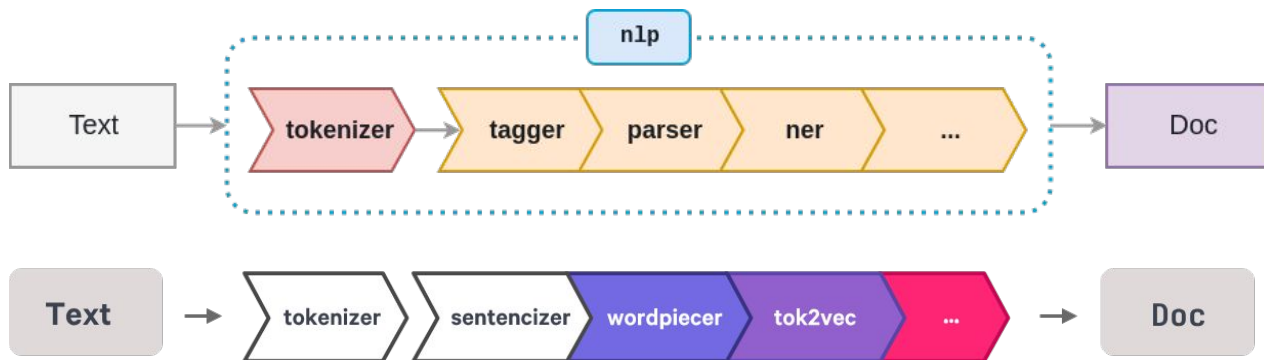 nlp
Text tokenizer tagger parser ner ... Doc
Text tokenizer sentencizer wordpiecer tok2vec ... Doc